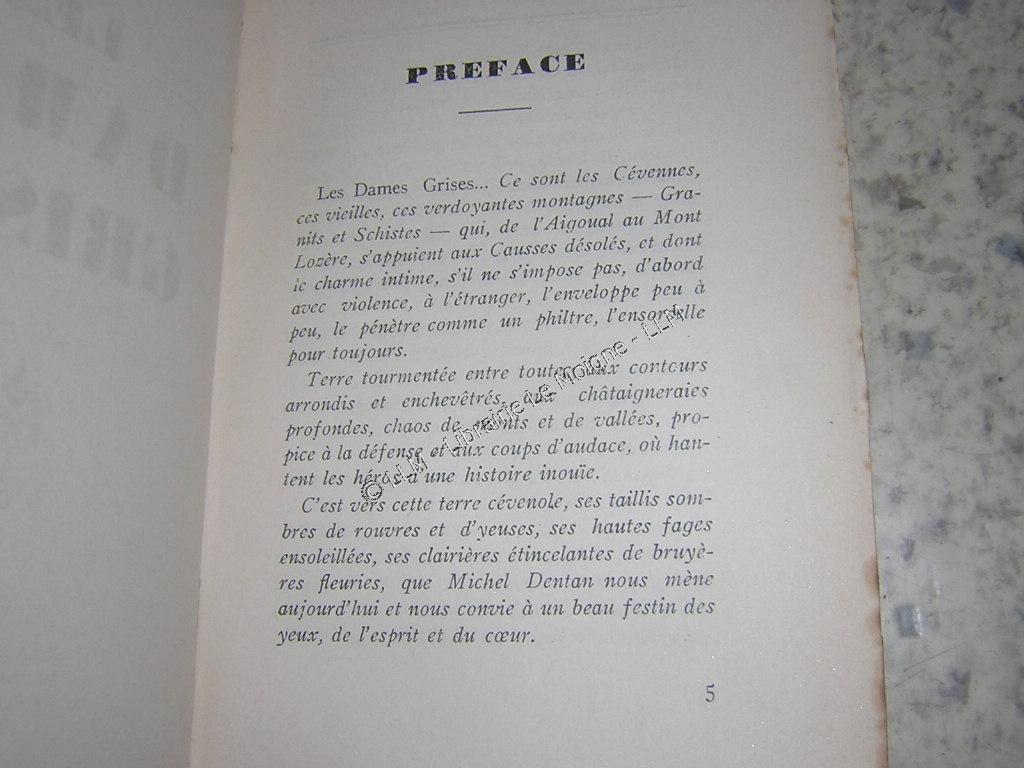 PREFACE
Les Dames Grises... Ce sont les Cévennes,
ces vieilles, ces verdoyantes montagnes — Gra-
nits et Schistes — qui, de l'Aigoual au Mont
Lozère, s'appuient aux Causses désolés, et dont
le charme intime, s'il ne s'impose pas, d'abord
avec violence, à l'étranger, l'enveloppe peu à
peu, le pénètre comme un philtre, l'ensorcelle
pour toujours.
Terre tourmentée entre toutes, aux contours
arrondis et enchevêtrés, aux châtaigneraies
profondes, chaos de monts et de vallées, pro-
pice à la défense et aux coups d'audace, où han-
tent les héros d'une histoire inouïe.
C'est vers cette terre cévenole, ses taillis som-
bres de rouvres et d'yeuses, ses hautes fages
ensoleillées, ses clairières étincelantes de bruyè-
res fleuries, que Michel Dentan nous mène
aujourd'hui et nous convie à un beau festin des
yeux, de l'esprit et du cœur.
5
© LLM - Librairie Le Moigne - LLM